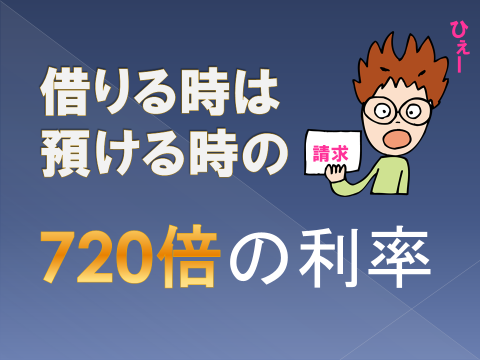 ひぇー
借りる時は
預ける時の
請求
720倍の利率